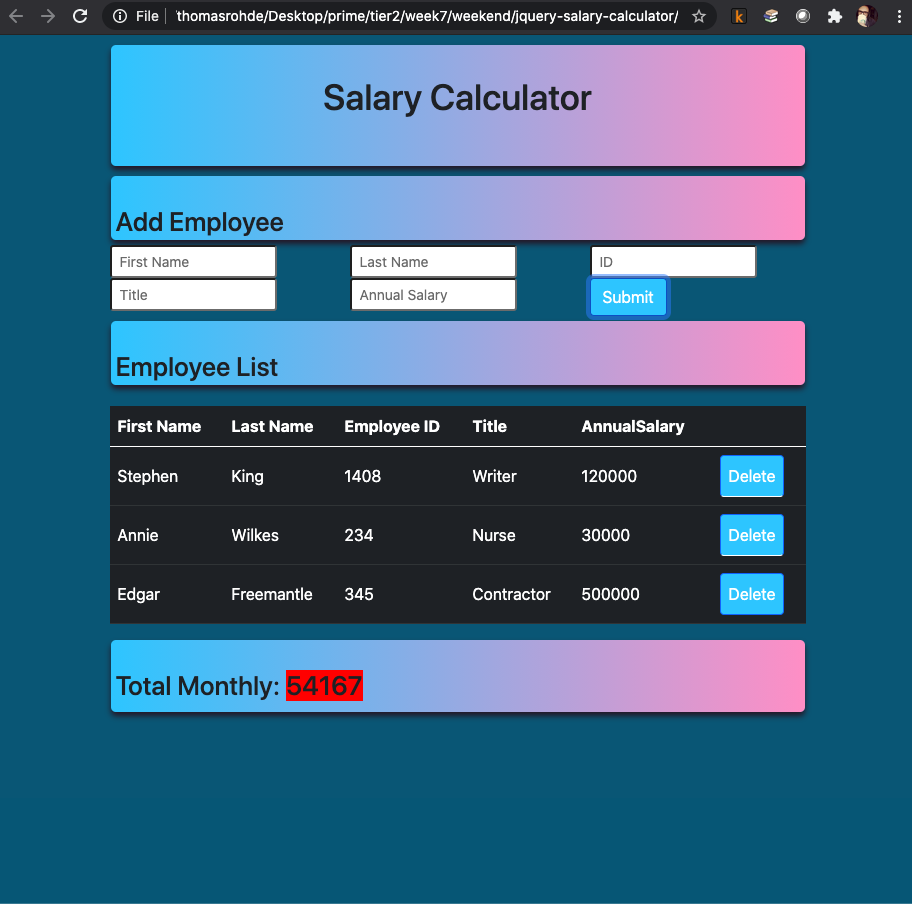 File /thomasrohde/Desktop/prime/tier2/week7/weekend/jquery-salary-calculator/
k
Salary Calculator
Add Employee
First Name Last Name ID
Title Annual Salary Submit
Employee List
First Name Last Name Employee ID Title AnnualSalary
Stephen King 1408 Writer 120000 Delete
Annie Wilkes 234 Nurse 30000 Delete
Edgar Freemantle 345 Contractor 500000 Delete
Total Monthly: 54167